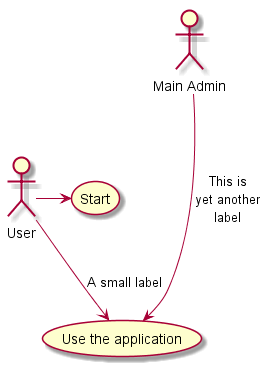 Main Admin
This is
yet another
label
Start
User
A small label
Use the application